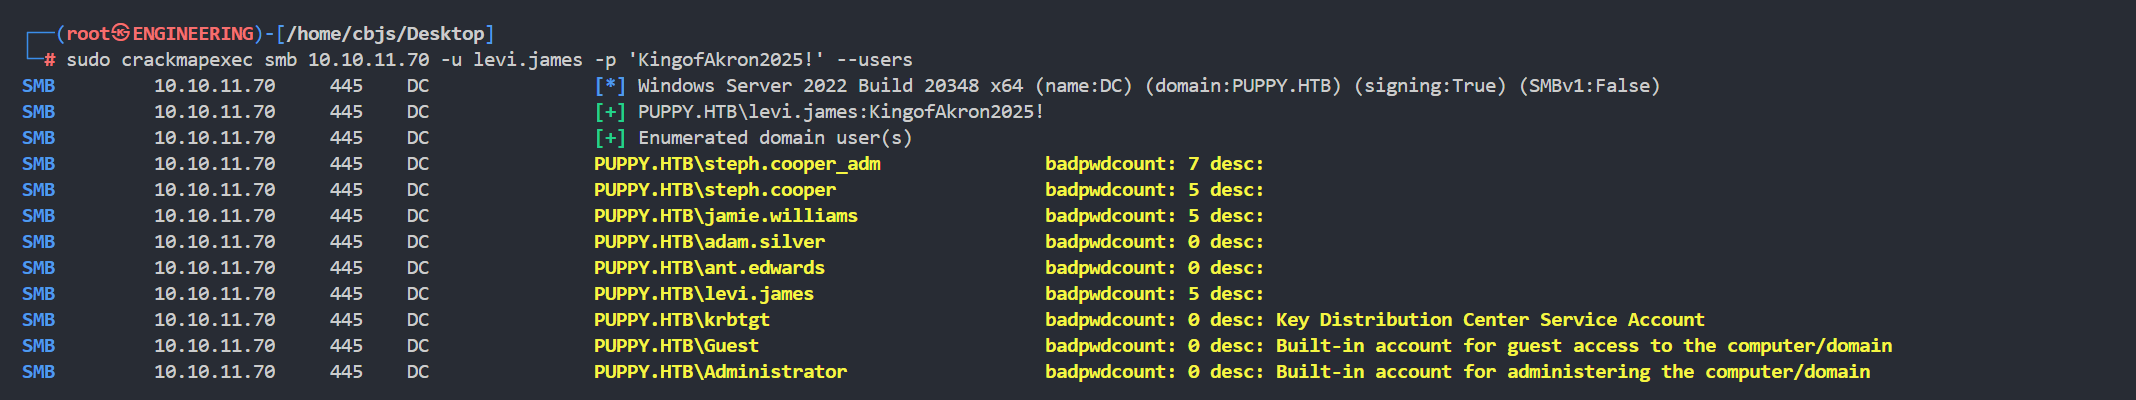 ┌──(root㉿ENGINEERING)-[/home/cbjs/Desktop]
└─# sudo crackmapexec smb 10.10.11.70 -u levi.james -p 'KingofAkron2025!' --users
SMB 10.10.11.70 445 DC [*] Windows Server 2022 Build 20348 x64 (name:DC) (domain:PUPPY.HTB) (signing:True) (SMBv1:False)
SMB 10.10.11.70 445 DC [+] PUPPY.HTB\levi.james:KingofAkron2025!
SMB 10.10.11.70 445 DC [+] Enumerated domain user(s)
SMB 10.10.11.70 445 DC PUPPY.HTB\steph.cooper_adm badpwdcount: 7 desc:
SMB 10.10.11.70 445 DC PUPPY.HTB\steph.cooper badpwdcount: 5 desc:
SMB 10.10.11.70 445 DC PUPPY.HTB\jamie.williams badpwdcount: 5 desc:
SMB 10.10.11.70 445 DC PUPPY.HTB\adam.silver badpwdcount: 0 desc:
SMB 10.10.11.70 445 DC PUPPY.HTB\ant.edwards badpwdcount: 0 desc:
SMB 10.10.11.70 445 DC PUPPY.HTB\levi.james badpwdcount: 5 desc:
SMB 10.10.11.70 445 DC PUPPY.HTB\krbtgt badpwdcount: 0 desc: Key Distribution Center Service Account
SMB 10.10.11.70 445 DC PUPPY.HTB\Guest badpwdcount: 0 desc: Built-in account for guest access to the computer/domain
SMB 10.10.11.70 445 DC PUPPY.HTB\Administrator badpwdcount: 0 desc: Built-in account for administering the computer/domain